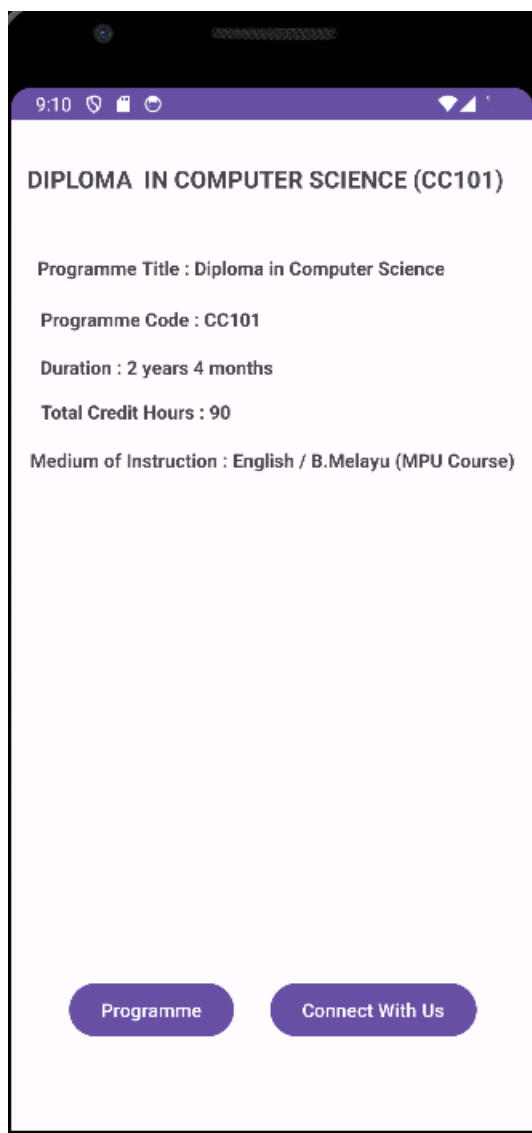 9:10
DIPLOMA  IN COMPUTER SCIENCE (CC101)
Programme Title : Diploma in Computer Science
Programme Code : CC101
Duration : 2 years 4 months
Total Credit Hours : 90
Medium of Instruction : English / B.Melayu (MPU Course)
Programme
Connect With Us